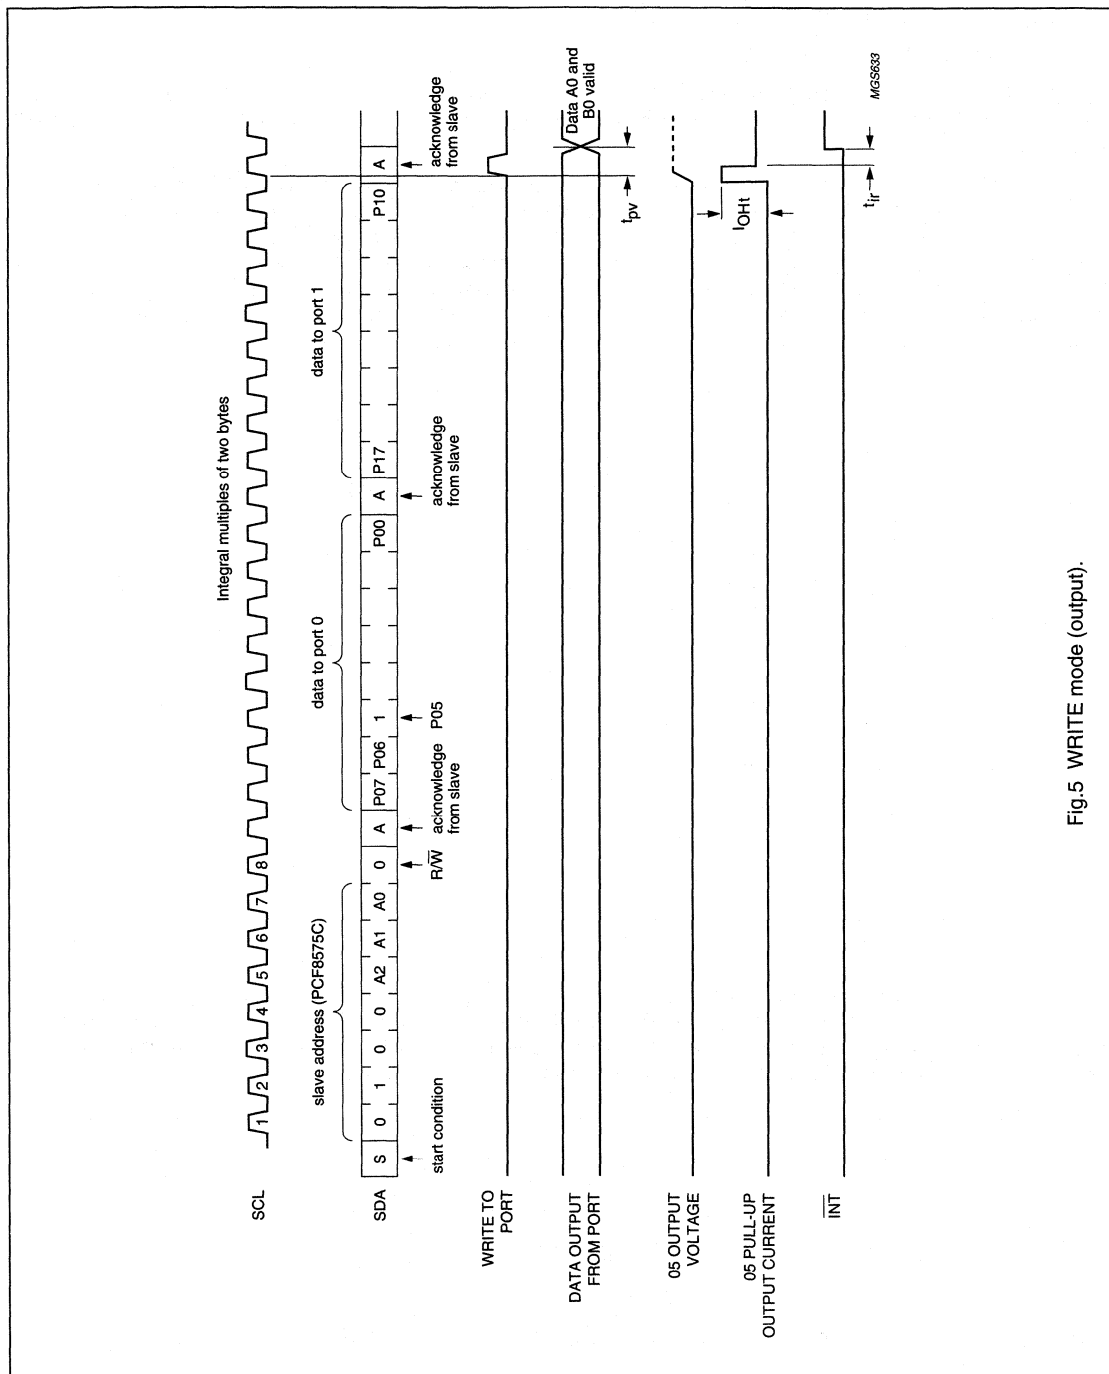 Integral multiples of two bytes
SCL
1 2 3 4 5 6 7 8
slave address (PCF8575C)
data to port 0
data to port 1
SDA
S 0 1 0 0 A2 A1 A0 0 A P07 P06 1 P00 A P17 P10 A
start condition
R/W̅
acknowledge
from slave
P05
acknowledge
from slave
acknowledge
from slave
WRITE TO
PORT
DATA OUTPUT
FROM PORT
Data A0 and
B0 valid
tpv
05 OUTPUT
VOLTAGE
05 PULL-UP
OUTPUT CURRENT
IOHt
I̅N̅T̅
tir
MGS633
Fig.5 WRITE mode (output).